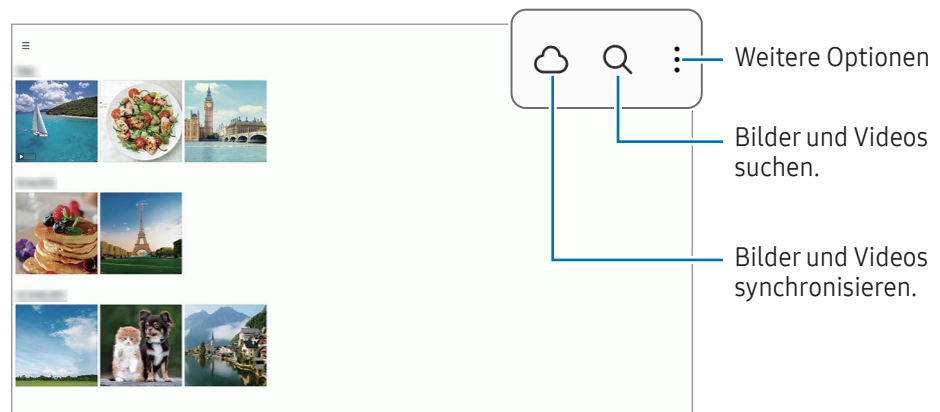 Weitere Optionen
Bilder und Videos
suchen.
Bilder und Videos
synchronisieren.